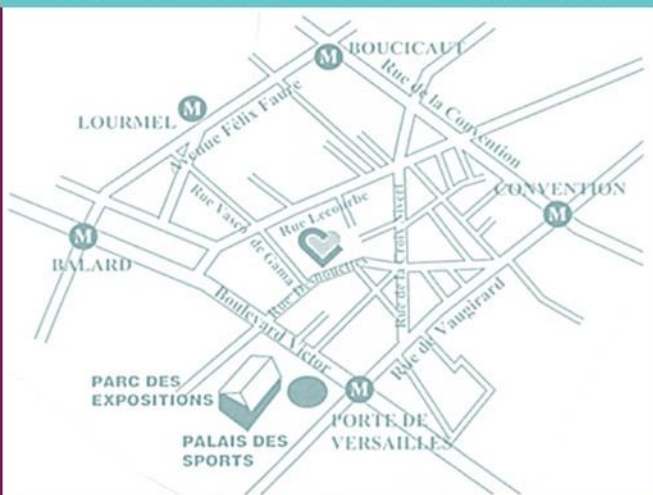 M
BOUCICAUT
Rue de la Convention
M
LOURMEL
Avenue Félix Faure
CONVENTION
M
Rue Vasco de Gama
Rue Lecourbe
Rue de la Croix Nivert
M
BALARD
Rue Desnouettes
Boulevard Victor
Rue de Vaugirard
PARC DES
EXPOSITIONS
M
PORTE DE
VERSAILLES
PALAIS DES
SPORTS